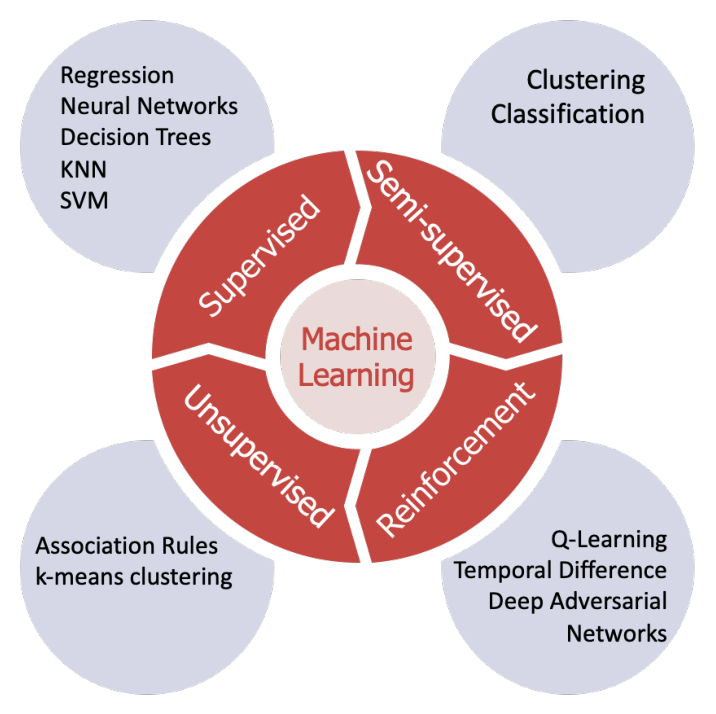 Regression
Neural Networks
Decision Trees
KNN
SVM
Clustering
Classification
Supervised
Semi-supervised
Machine
Learning
Unsupervised
Reinforcement
Association Rules
k-means clustering
Q-Learning
Temporal Difference
Deep Adversarial
Networks